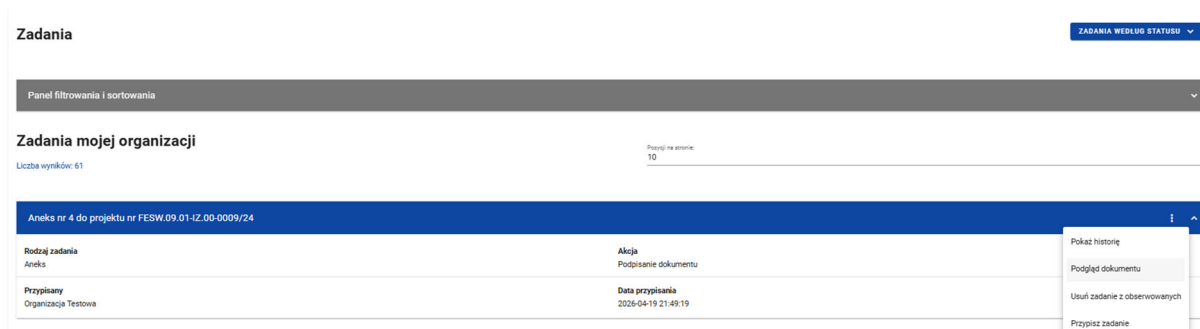 Zadania
ZADANIA WEDŁUG STATUSU
Panel filtrowania i sortowania
Zadania mojej organizacji
Liczba wyników: 61
Pozycji na stronie:
10
Aneks nr 4 do projektu nr FESW.09.01-IZ.00-0009/24
Rodzaj zadania
Aneks
Akcja
Podpisanie dokumentu
Przypisany
Organizacja Testowa
Data przypisania
2026-04-19 21:49:19
Pokaż historię
Podgląd dokumentu
Usuń zadanie z obserwowanych
Przypisz zadanie